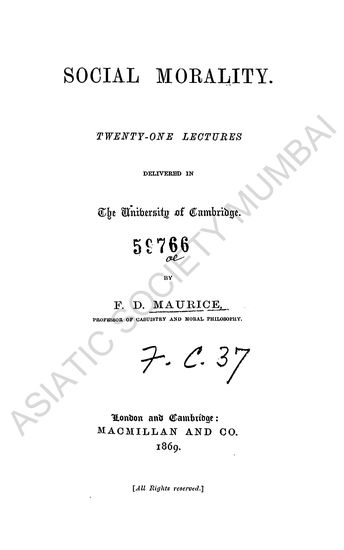 SOCIAL MORALITY.
TWENTY-ONE LECTURES
DELIVERED IN
The University of Cambridge.
59766
BY
F. D. MAURICE,
PROFESSOR OF CASUISTRY AND MORAL PHILOSOPHY.
F. C. 37
London and Cambridge:
MACMILLAN AND CO.
1869.
[All Rights reserved.]
ASIATIC SOCIETY MUMBAI